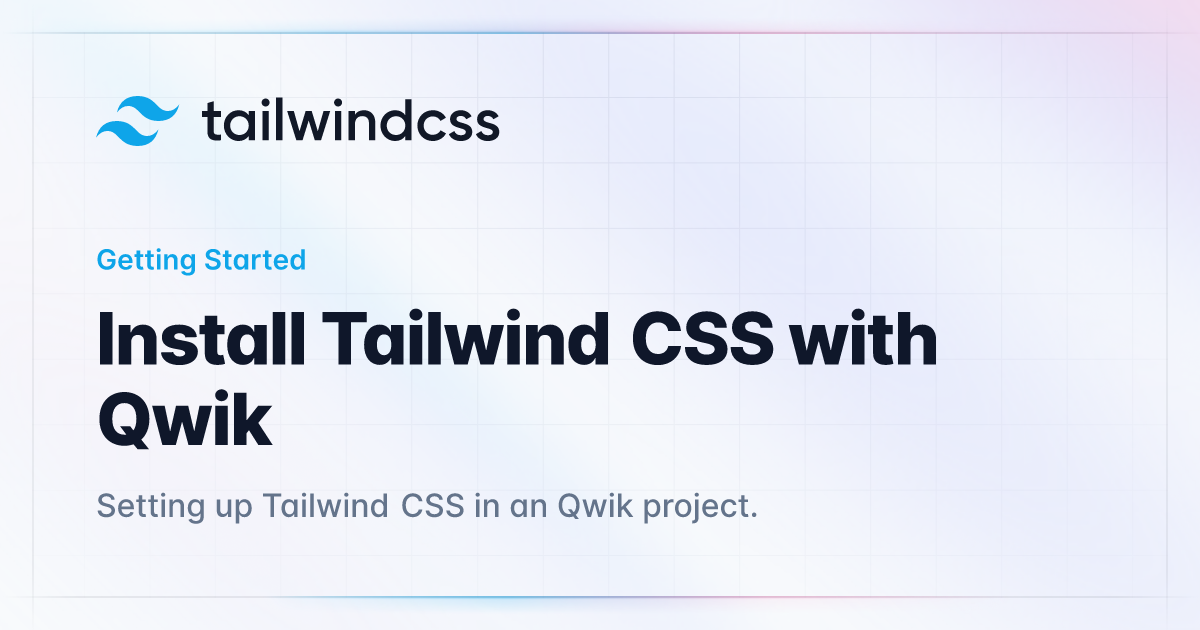 tailwindcss
Getting Started
Install Tailwind CSS with
Qwik
Setting up Tailwind CSS in an Qwik project.